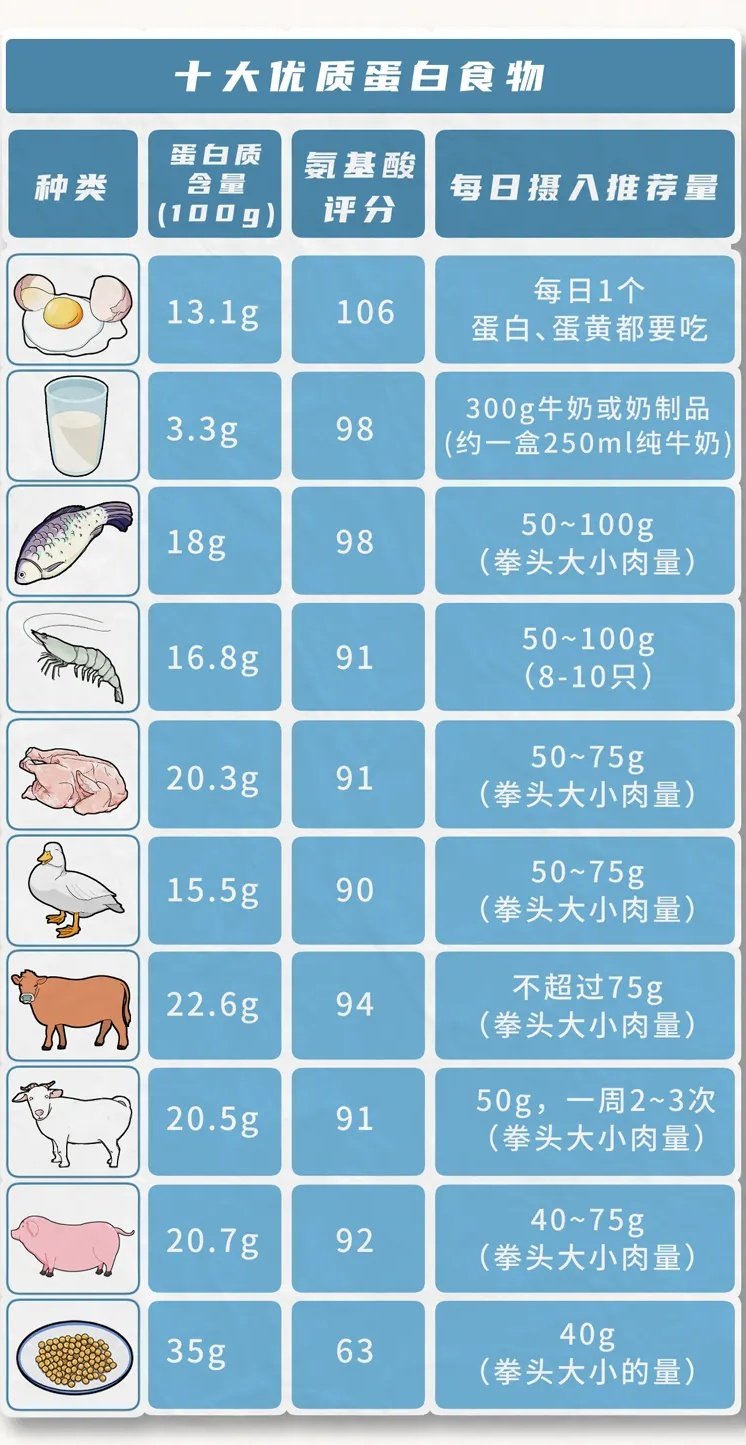 十大优质蛋白食物
种类
蛋白质
含量
(100g)
氨基酸
评分
每日摄入推荐量
13.1g
106
每日1个
蛋白、蛋黄都要吃
3.3g
98
300g牛奶或奶制品
(约一盒250ml纯牛奶)
18g
98
50~100g
（拳头大小肉量）
16.8g
91
50~100g
（8-10只）
20.3g
91
50~75g
（拳头大小肉量）
15.5g
90
50~75g
（拳头大小肉量）
22.6g
94
不超过75g
（拳头大小肉量）
20.5g
91
50g，一周2~3次
（拳头大小肉量）
20.7g
92
40~75g
（拳头大小肉量）
35g
63
40g
（拳头大小的量）